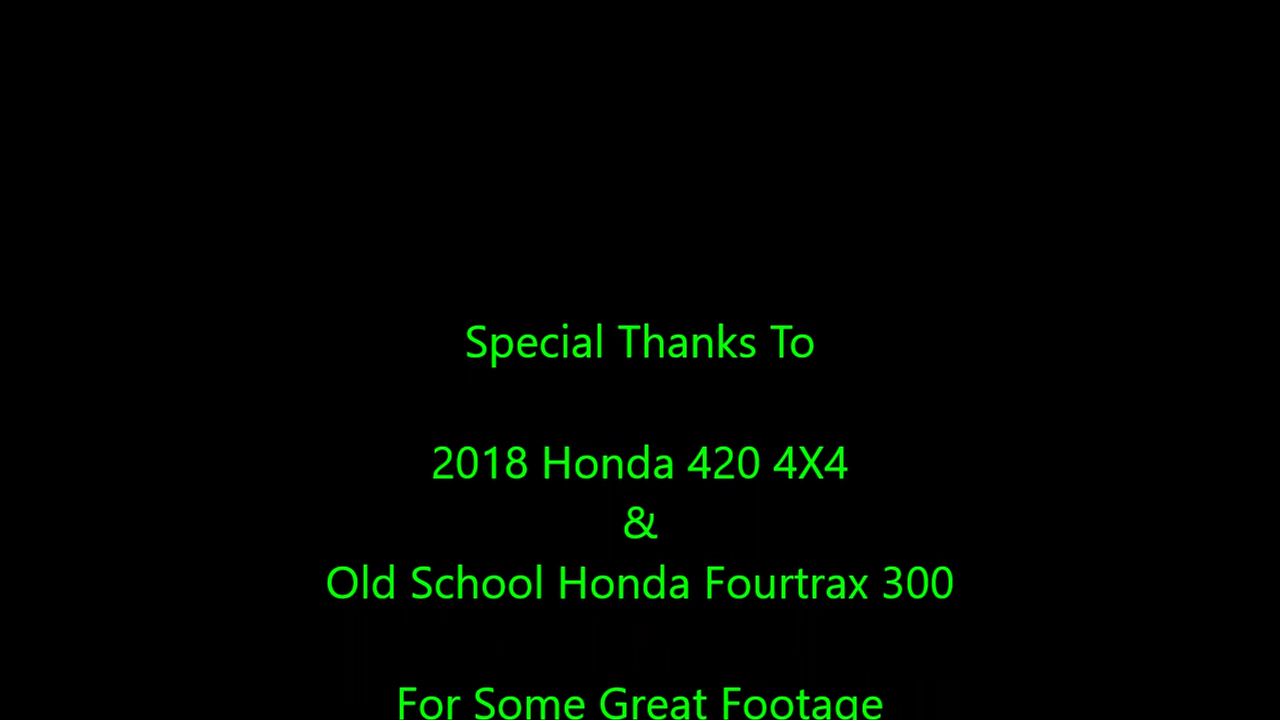 Special Thanks To
2018 Honda 420 4X4
&
Old School Honda Fourtrax 300
For Some Great Footage